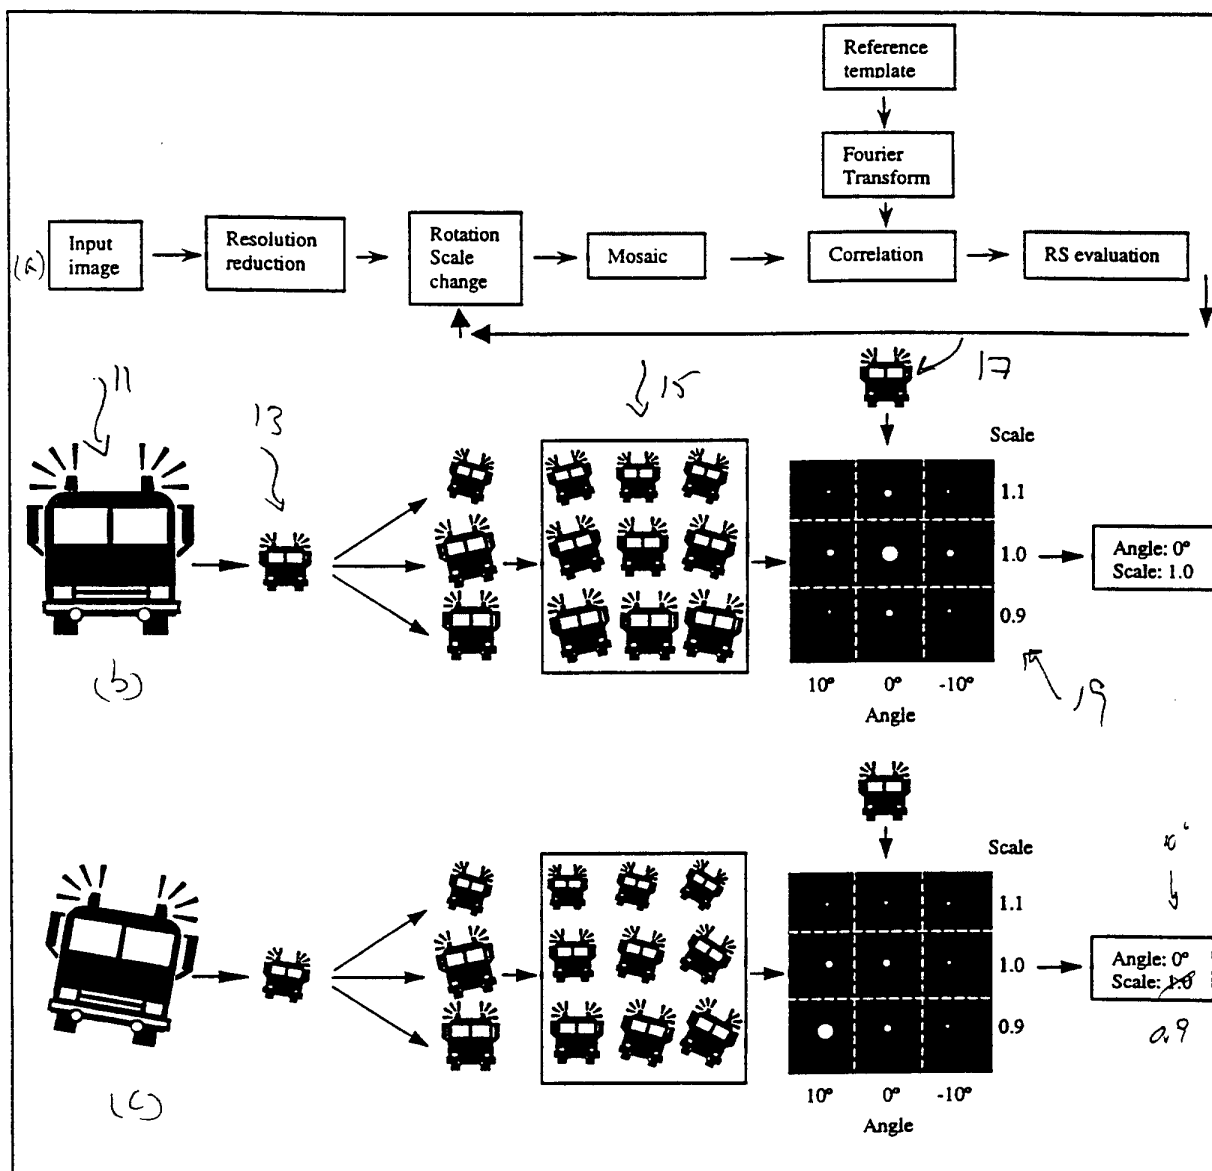 Reference
template
Fourier
Transform
(a)
Input
image
Resolution
reduction
Rotation
Scale
change
Mosaic
Correlation
RS evaluation
11
13
15
17
Scale
1.1
1.0
0.9
Angle: 0°
Scale: 1.0
10° 0° -10°
Angle
19
(b)
Scale
1.1
1.0
0.9
Angle: 0°
Scale: 1.0
0.9
10° 0° -10°
Angle
(c)